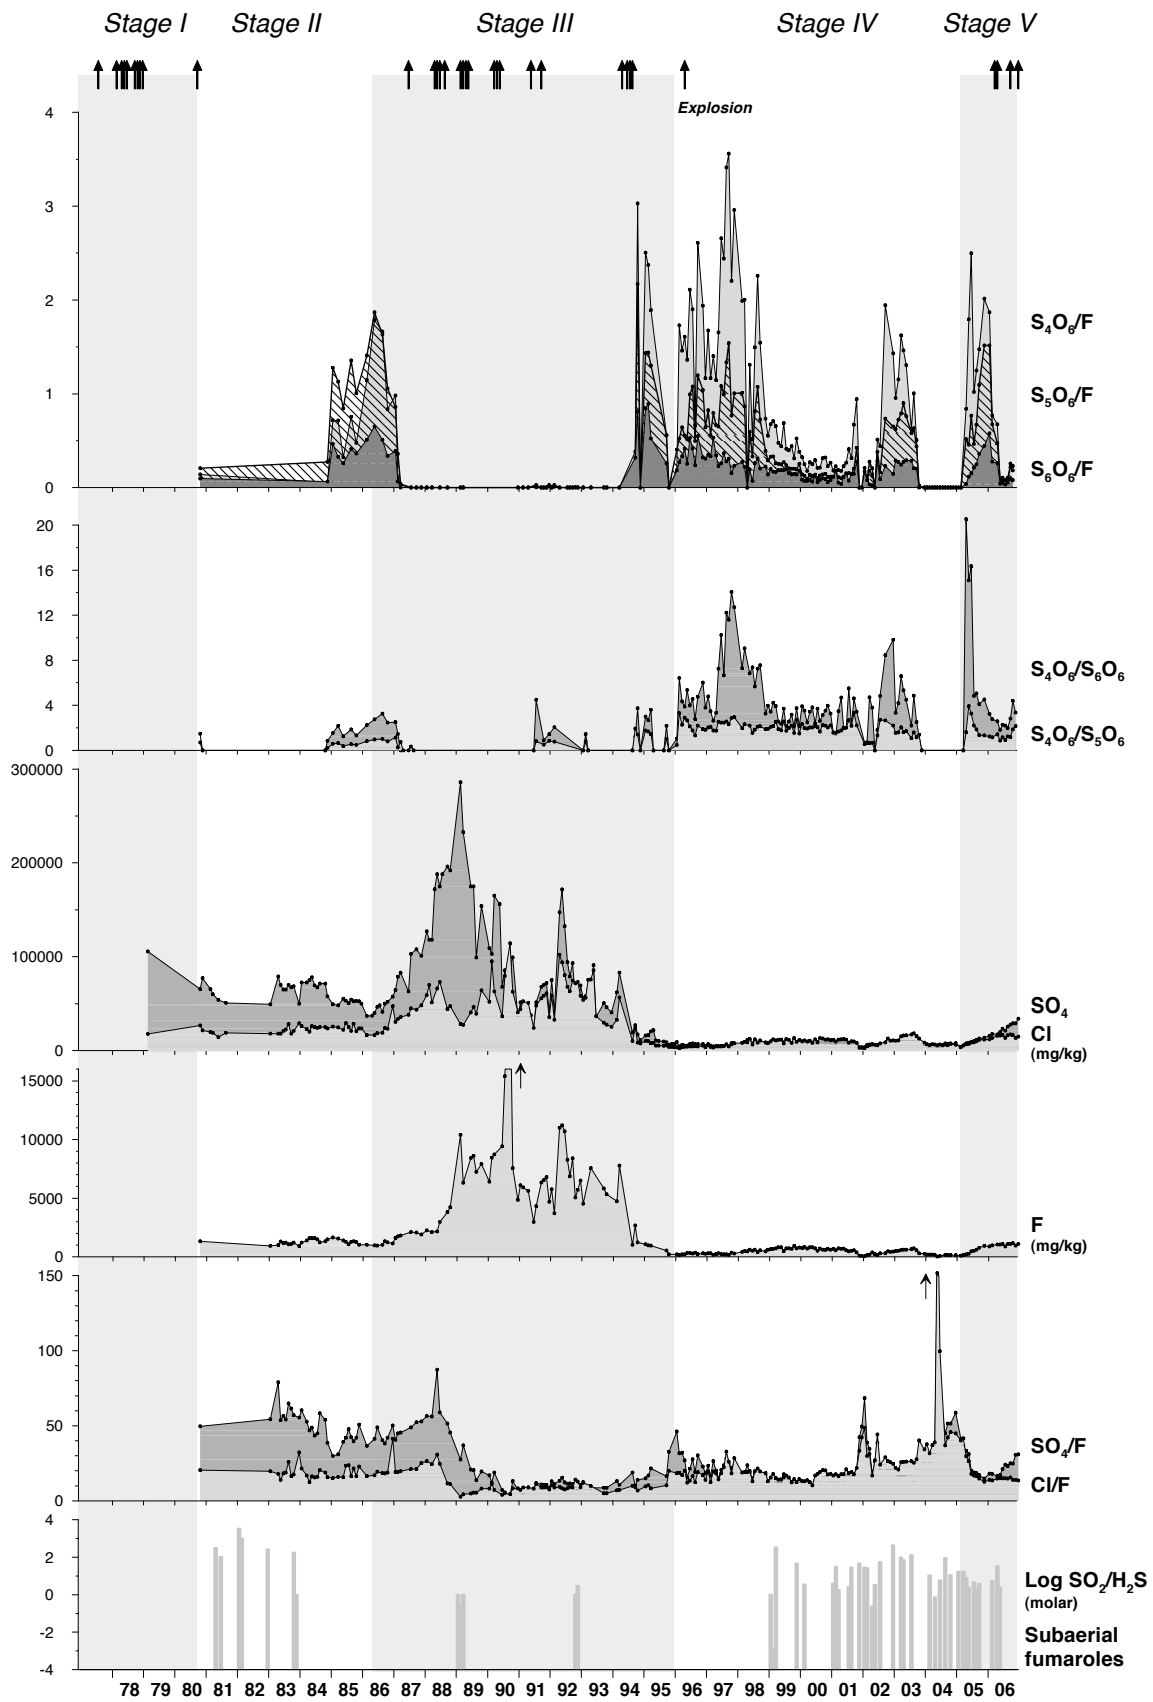 Stage I Stage II Stage III Stage IV Stage V
Explosion
4
3
2
1
0
S₄O₆/F
S₅O₆/F
S₆O₆/F
20
16
12
8
4
0
S₄O₆/S₆O₆
S₄O₆/S₅O₆
300000
200000
100000
0
SO₄
Cl
(mg/kg)
15000
10000
5000
0
F
(mg/kg)
150
100
50
0
SO₄/F
Cl/F
4
2
0
-2
-4
Log SO₂/H₂S
(molar)
Subaerial
fumaroles
78 79 80 81 82 83 84 85 86 87 88 89 90 91 92 93 94 95 96 97 98 99 00 01 02 03 04 05 06